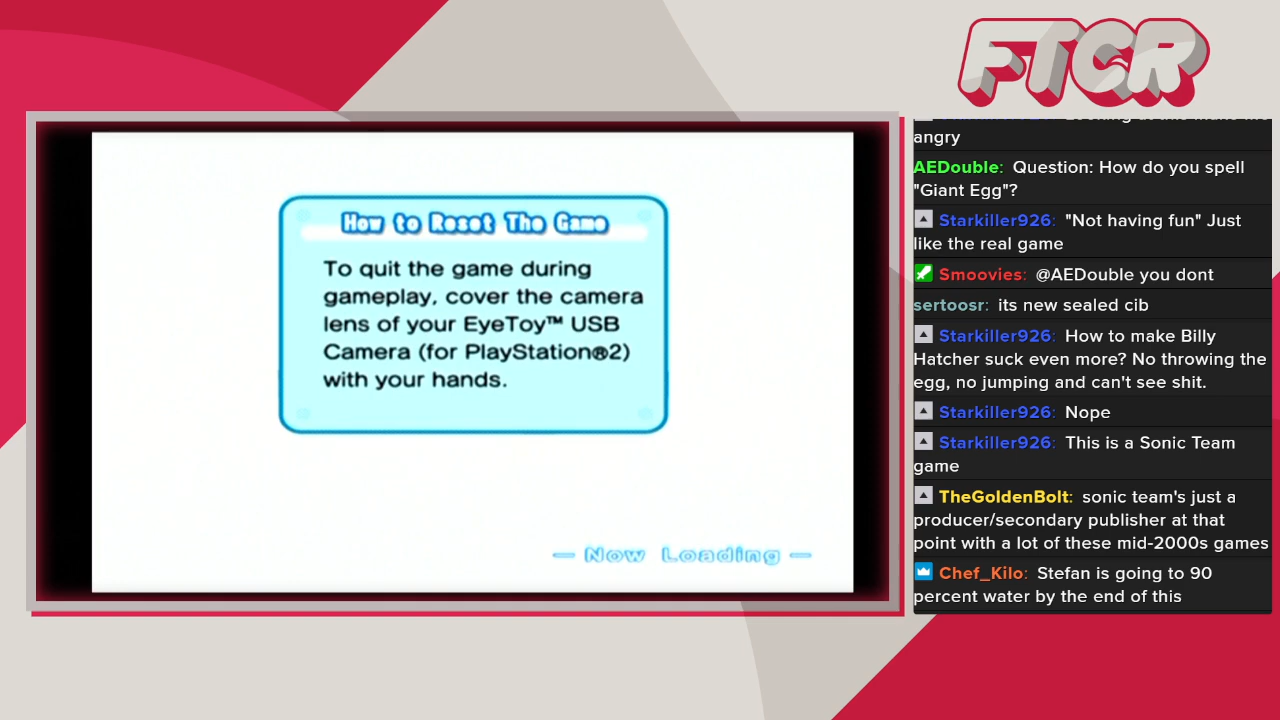 FTCR
How to Reset The Game
To quit the game during
gameplay, cover the camera
lens of your EyeToy™ USB
Camera (for PlayStation®2)
with your hands.
— Now Loading —
angry
AEDouble: Question: How do you spell
"Giant Egg"?
Starkiller926: "Not having fun" Just
like the real game
Smoovies: @AEDouble you dont
sertoosr: its new sealed cib
Starkiller926: How to make Billy
Hatcher suck even more? No throwing the
egg, no jumping and can't see shit.
Starkiller926: Nope
Starkiller926: This is a Sonic Team
game
TheGoldenBolt: sonic team's just a
producer/secondary publisher at that
point with a lot of these mid-2000s games
Chef_Kilo: Stefan is going to 90
percent water by the end of this